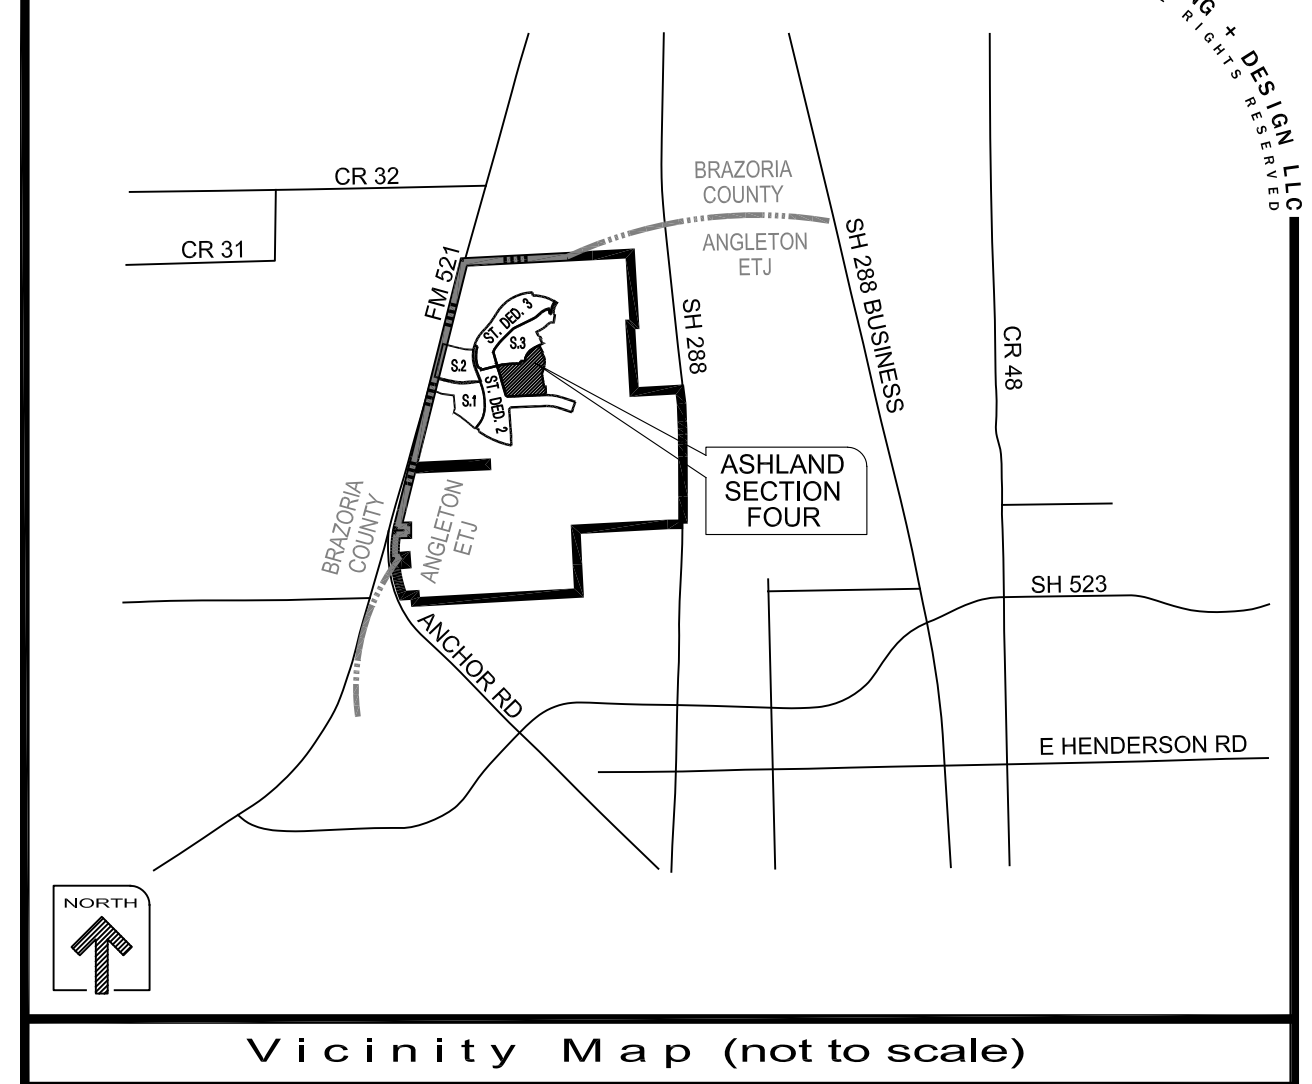 NG + DESIGN LLC
RIGHTS RESERVED
CR 32
CR 31
FM 521
BRAZORIA
COUNTY
ANGLETON
ETJ
SH 288 BUSINESS
SH 288
CR 48
ST. DED. 3
S.3
S.2
S.1
ST. DED. 2
ASHLAND
SECTION
FOUR
BRAZORIA
COUNTY
ANGLETON
ETJ
SH 523
ANCHOR RD
E HENDERSON RD
NORTH
Vicinity Map (not to scale)